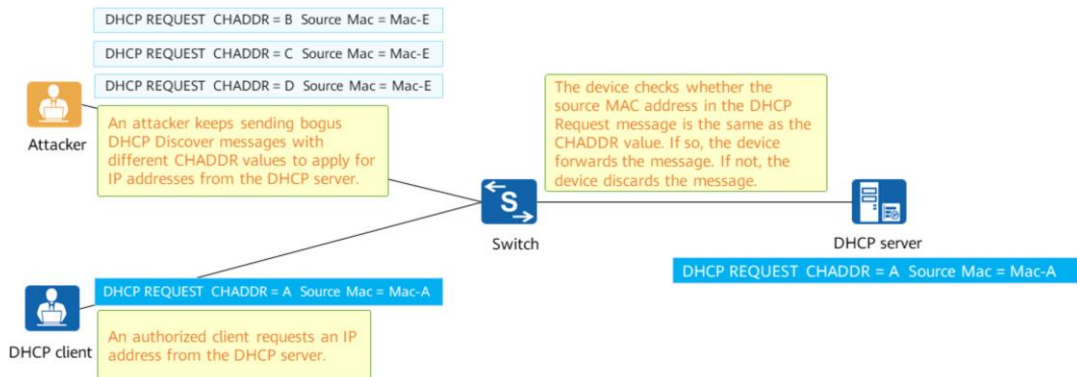 DHCP REQUEST CHADDR = B Source Mac = Mac-E
DHCP REQUEST CHADDR = C Source Mac = Mac-E
DHCP REQUEST CHADDR = D Source Mac = Mac-E
Attacker
An attacker keeps sending bogus
DHCP Discover messages with
different CHADDR values to apply for
IP addresses from the DHCP server.
The device checks whether the
source MAC address in the DHCP
Request message is the same as the
CHADDR value. If so, the device
forwards the message. If not, the
device discards the message.
S
Switch
DHCP server
DHCP REQUEST CHADDR = A Source Mac = Mac-A
DHCP REQUEST CHADDR = A Source Mac = Mac-A
DHCP client
An authorized client requests an IP
address from the DHCP server.